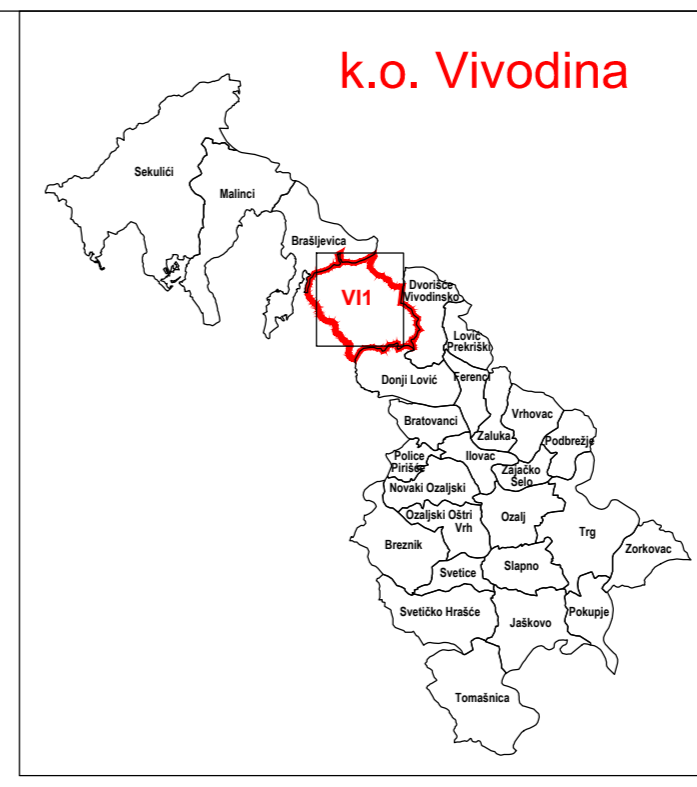 k.o. Vivodina
Sekulići
Malinci
Brašljevica
VI1
Dvorišće
Vivodinsko
Lović
Prekriški
Donji Lović
Ferenci
Vrhovac
Bratovanci
Zaluka
Podbrežje
Police
Pirišće
Ilovac
Zajačko
Selo
Novaki Ozaljski
Ozaljski Oštri
Vrh
Ozalj
Trg
Breznik
Zorkovac
Svetice
Slapno
Svetičko Hrašće
Jaškovo
Pokupje
Tomašnica